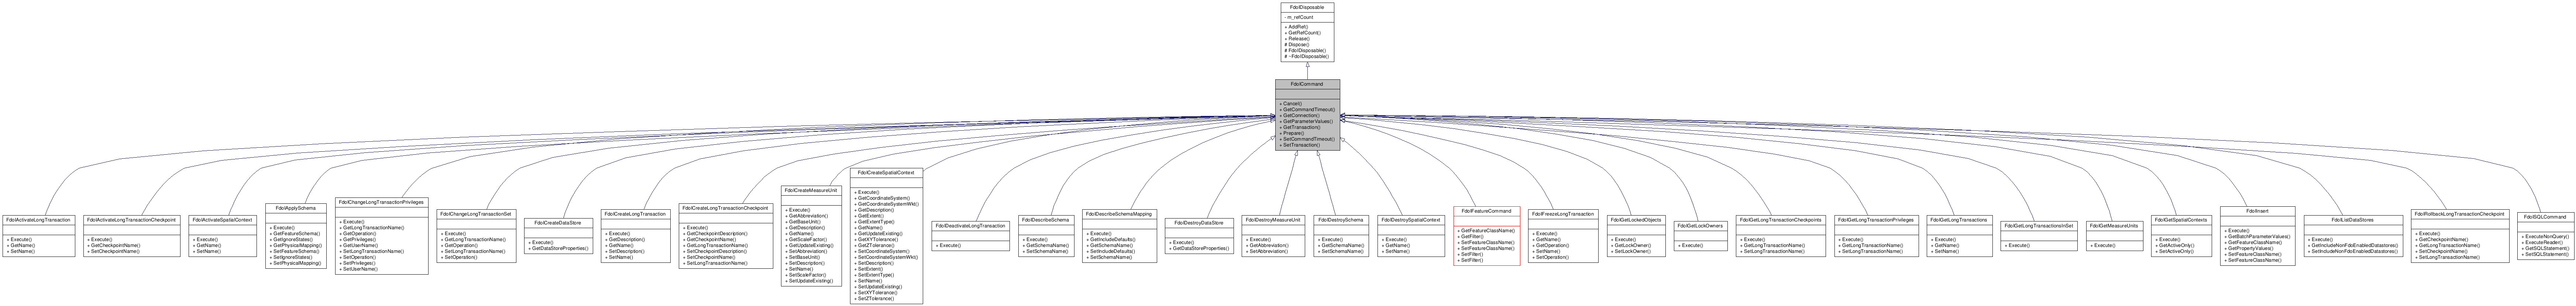 FdoIDisposable
- m_refCount
+ AddRef()
+ GetRefCount()
+ Release()
# Dispose()
# FdoIDisposable()
# ~FdoIDisposable()
FdoICommand
+ Cancel()
+ GetCommandTimeout()
+ GetConnection()
+ GetParameterValues()
+ GetTransaction()
+ Prepare()
+ SetCommandTimeout()
+ SetTransaction()
FdoIActivateLongTransaction
+ Execute()
+ GetName()
+ SetName()
FdoIActivateLongTransactionCheckpoint
+ Execute()
+ GetCheckpointName()
+ SetCheckpointName()
FdoIActivateSpatialContext
+ Execute()
+ GetName()
+ SetName()
FdoIApplySchema
+ Execute()
+ GetFeatureSchema()
+ GetIgnoreStates()
+ GetPhysicalMapping()
+ SetFeatureSchema()
+ SetIgnoreStates()
+ SetPhysicalMapping()
FdoIChangeLongTransactionPrivileges
+ Execute()
+ GetLongTransactionName()
+ GetOperation()
+ GetPrivileges()
+ GetUserName()
+ SetLongTransactionName()
+ SetOperation()
+ SetPrivileges()
+ SetUserName()
FdoIChangeLongTransactionSet
+ Execute()
+ GetLongTransactionName()
+ GetOperation()
+ SetLongTransactionName()
+ SetOperation()
FdoICreateDataStore
+ Execute()
+ GetDataStoreProperties()
FdoICreateLongTransaction
+ Execute()
+ GetDescription()
+ GetName()
+ SetDescription()
+ SetName()
FdoICreateLongTransactionCheckpoint
+ Execute()
+ GetCheckpointDescription()
+ GetCheckpointName()
+ GetLongTransactionName()
+ SetCheckpointDescription()
+ SetCheckpointName()
+ SetLongTransactionName()
FdoICreateMeasureUnit
+ Execute()
+ GetAbbreviation()
+ GetBaseUnit()
+ GetDescription()
+ GetName()
+ GetScaleFactor()
+ GetUpdateExisting()
+ SetAbbreviation()
+ SetBaseUnit()
+ SetDescription()
+ SetName()
+ SetScaleFactor()
+ SetUpdateExisting()
FdoICreateSpatialContext
+ Execute()
+ GetCoordinateSystem()
+ GetCoordinateSystemWkt()
+ GetDescription()
+ GetExtent()
+ GetExtentType()
+ GetName()
+ GetUpdateExisting()
+ GetXYTolerance()
+ GetZTolerance()
+ SetCoordinateSystem()
+ SetCoordinateSystemWkt()
+ SetDescription()
+ SetExtent()
+ SetExtentType()
+ SetName()
+ SetUpdateExisting()
+ SetXYTolerance()
+ SetZTolerance()
FdoIDeactivateLongTransaction
+ Execute()
FdoIDescribeSchema
+ Execute()
+ GetSchemaName()
+ SetSchemaName()
FdoIDescribeSchemaMapping
+ Execute()
+ GetIncludeDefaults()
+ GetSchemaName()
+ SetIncludeDefaults()
+ SetSchemaName()
FdoIDestroyDataStore
+ Execute()
+ GetDataStoreProperties()
FdoIDestroyMeasureUnit
+ Execute()
+ GetAbbreviation()
+ SetAbbreviation()
FdoIDestroySchema
+ Execute()
+ GetSchemaName()
+ SetSchemaName()
FdoIDestroySpatialContext
+ Execute()
+ GetName()
+ SetName()
FdoIFeatureCommand
+ GetFeatureClassName()
+ GetFilter()
+ SetFeatureClassName()
+ SetFeatureClassName()
+ SetFilter()
+ SetFilter()
FdoIFreezeLongTransaction
+ Execute()
+ GetName()
+ GetOperation()
+ SetName()
+ SetOperation()
FdoIGetLockedObjects
+ Execute()
+ GetLockOwner()
+ SetLockOwner()
FdoIGetLockOwners
+ Execute()
FdoIGetLongTransactionCheckpoints
+ Execute()
+ GetLongTransactionName()
+ SetLongTransactionName()
FdoIGetLongTransactionPrivileges
+ Execute()
+ GetLongTransactionName()
+ SetLongTransactionName()
FdoIGetLongTransactions
+ Execute()
+ GetName()
+ SetName()
FdoIGetLongTransactionsInSet
+ Execute()
FdoIGetMeasureUnits
+ Execute()
FdoIGetSpatialContexts
+ Execute()
+ GetActiveOnly()
+ SetActiveOnly()
FdoIInsert
+ Execute()
+ GetBatchParameterValues()
+ GetFeatureClassName()
+ GetPropertyValues()
+ SetFeatureClassName()
+ SetFeatureClassName()
FdoIListDataStores
+ Execute()
+ GetIncludeNonFdoEnabledDatastores()
+ SetIncludeNonFdoEnabledDatastores()
FdoIRollbackLongTransactionCheckpoint
+ Execute()
+ GetCheckpointName()
+ GetLongTransactionName()
+ SetCheckpointName()
+ SetLongTransactionName()
FdoISQLCommand
+ ExecuteNonQuery()
+ ExecuteReader()
+ GetSQLStatement()
+ SetSQLStatement()